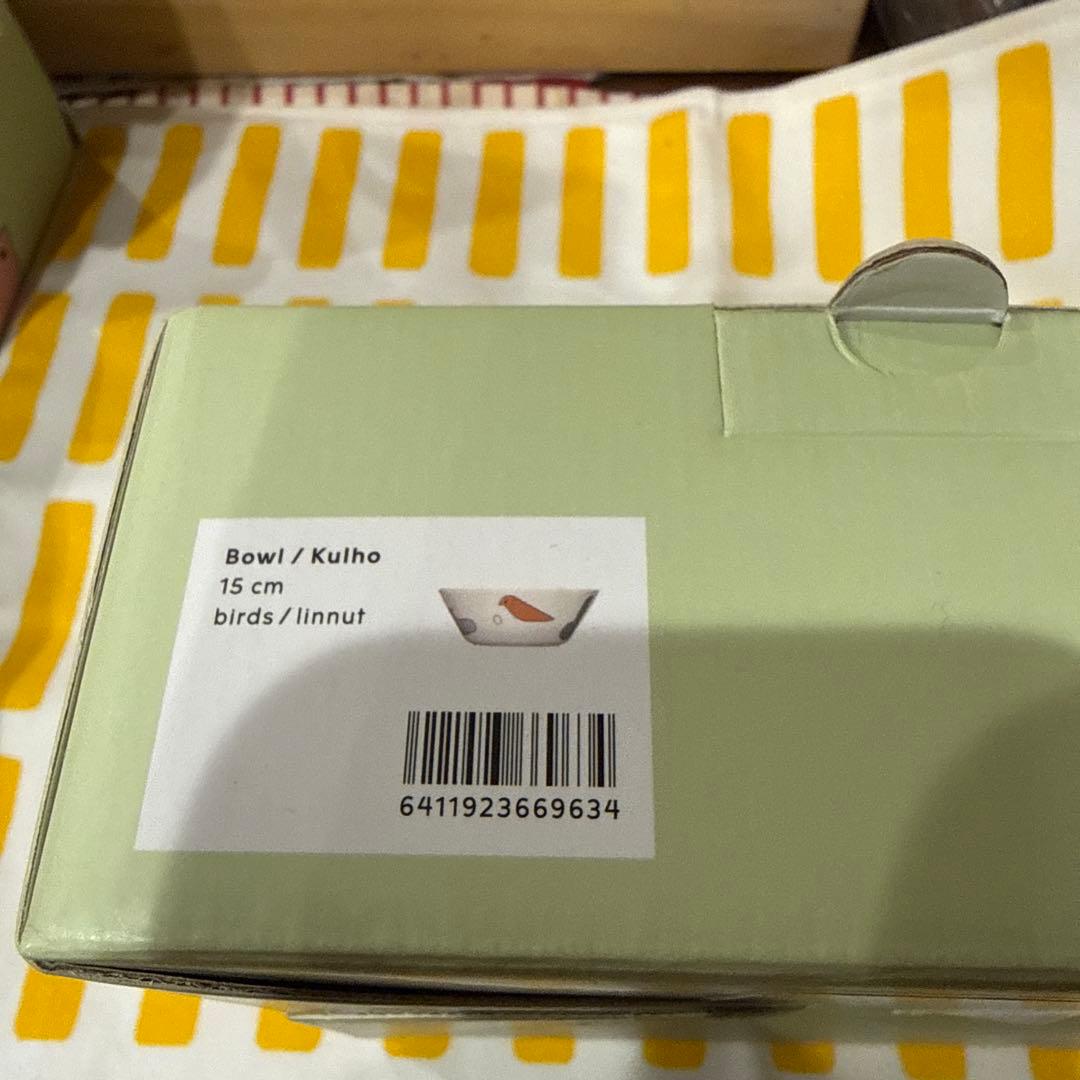 Bowl / Kulho
15 cm
birds / linnut
6411923669634